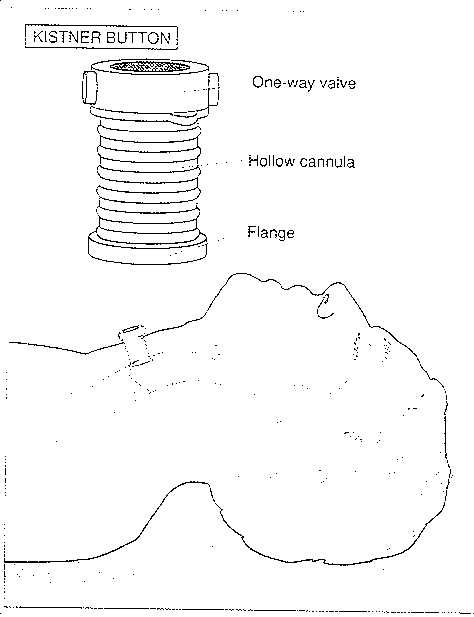 KISTNER BUTTON
One-way valve
Hollow cannula
Flange